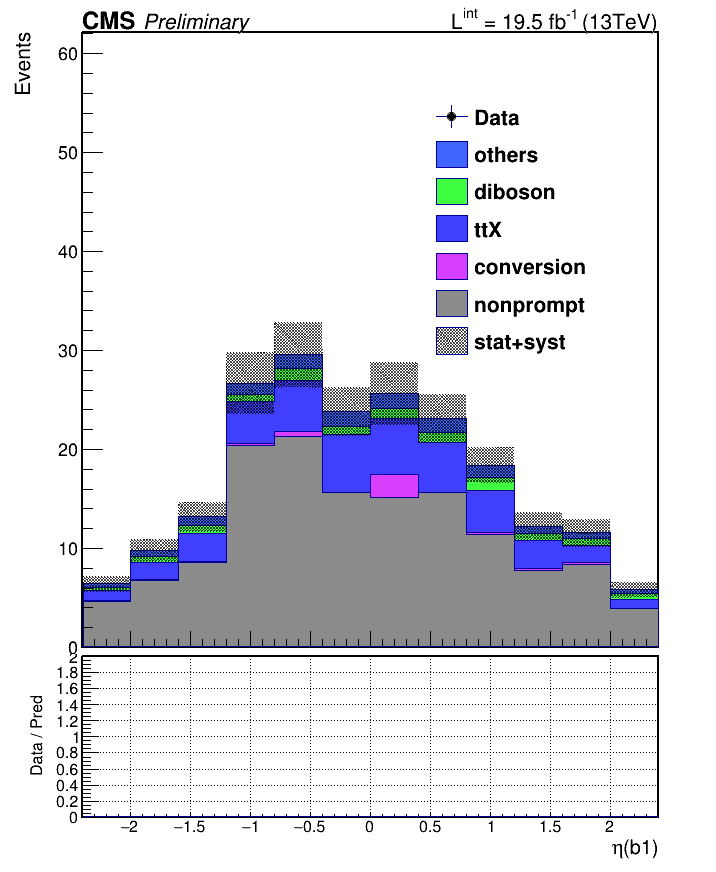 CMS Preliminary
L^int = 19.5 fb^-1 (13TeV)
Events
60
50
40
30
20
10
0
Data
others
diboson
ttX
conversion
nonprompt
stat+syst
Data / Pred
2
1.8
1.6
1.4
1.2
1
0.8
0.6
0.4
0.2
0
−2
−1.5
−1
−0.5
0
0.5
1
1.5
2
η(b1)